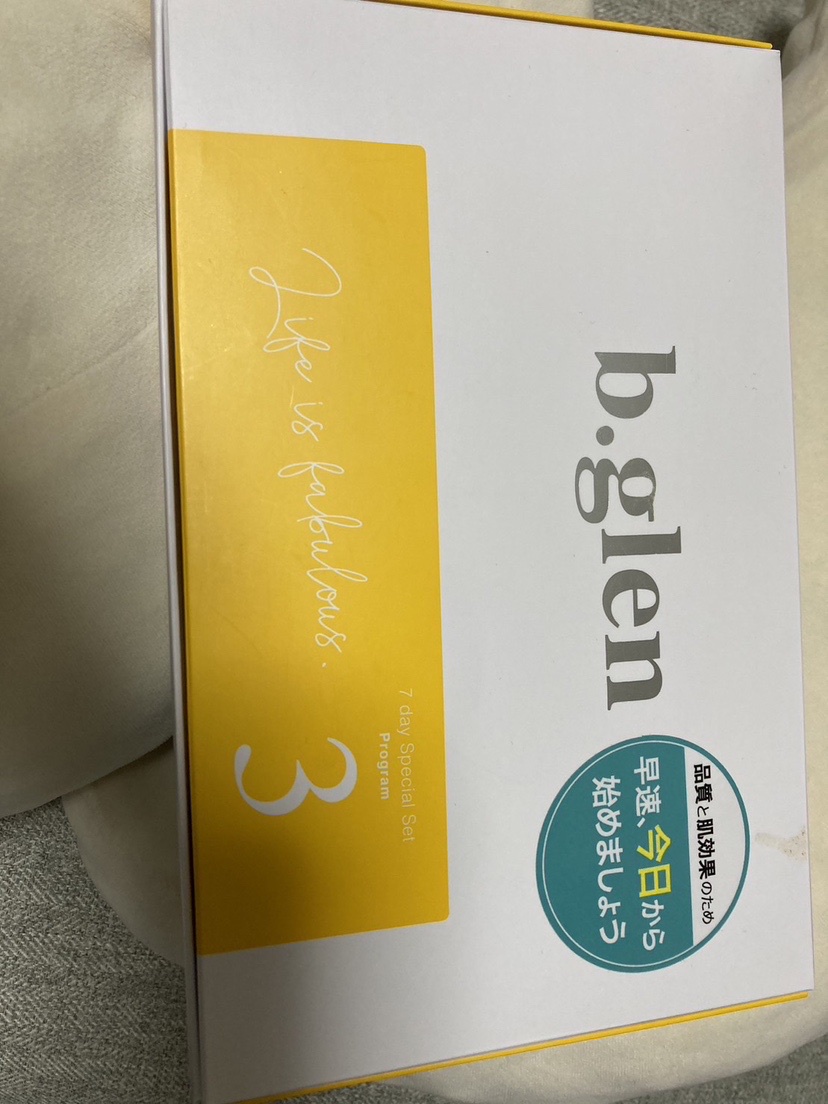 b.glen
品質と肌効果のため
早速、今日から
始めましょう
7 day Special Set
Program
3
Life is fabulous.